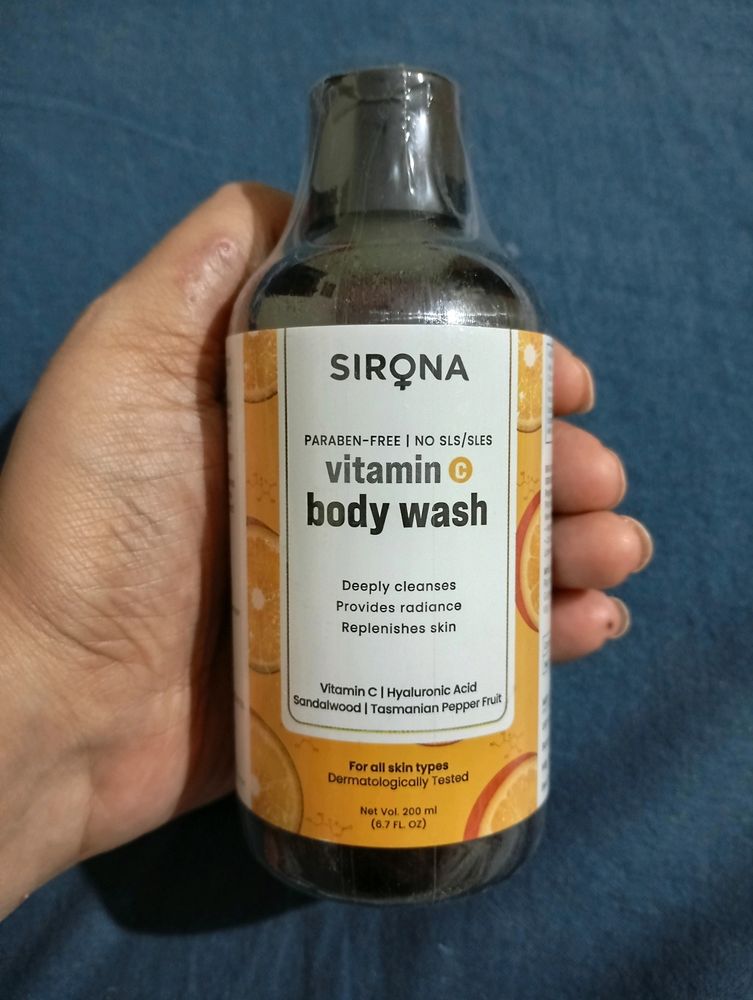 SIRONA
PARABEN-FREE | NO SLS/SLES
vitamin C
body wash
Deeply cleanses
Provides radiance
Replenishes skin
Vitamin C | Hyaluronic Acid
Sandalwood | Tasmanian Pepper Fruit
For all skin types
Dermatologically Tested
Net Vol. 200 ml
(6.7 FL. OZ)